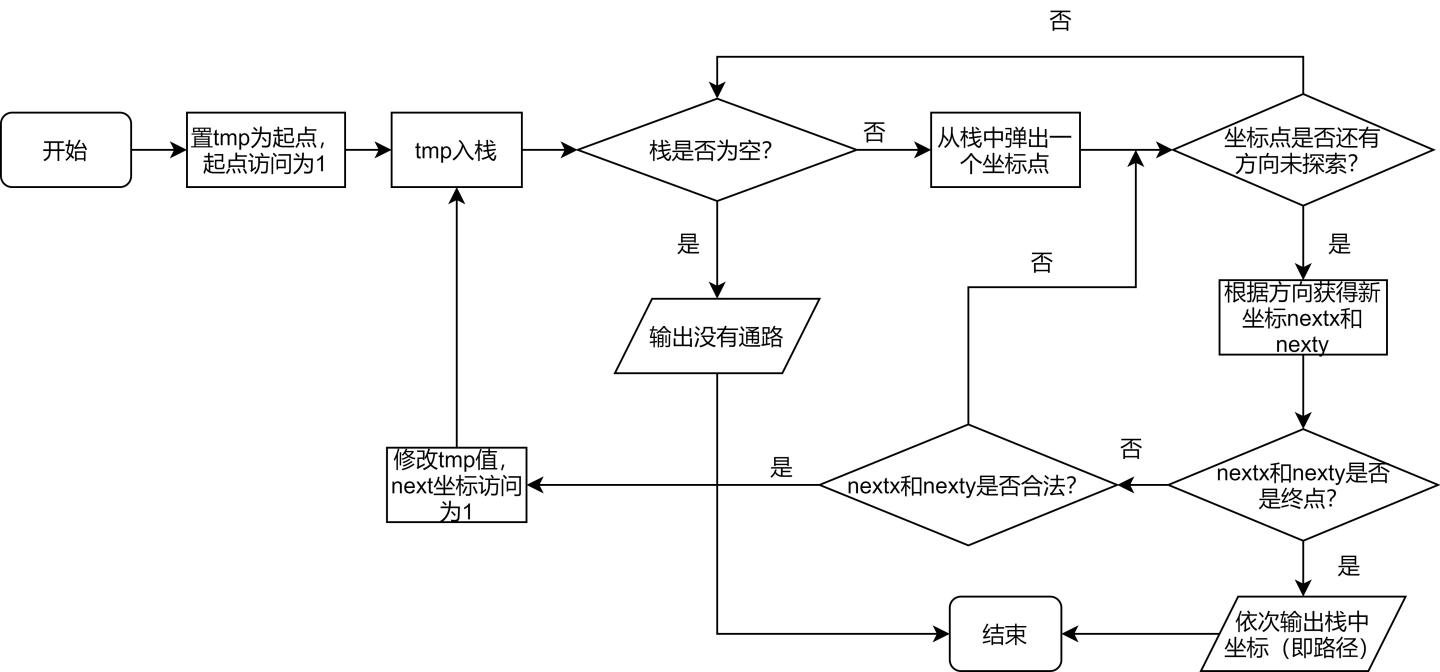 否
开始
置tmp为起点，
起点访问为1
tmp入栈
栈是否为空？
否
从栈中弹出一
个坐标点
坐标点是否还有
方向未探索？
是
否
是
输出没有通路
根据方向获得新
坐标nextx和
nexty
修改tmp值，
next坐标访问
为1
是
nextx和nexty是否合法？
否
nextx和nexty是否
是终点？
是
结束
依次输出栈中
坐标（即路径）